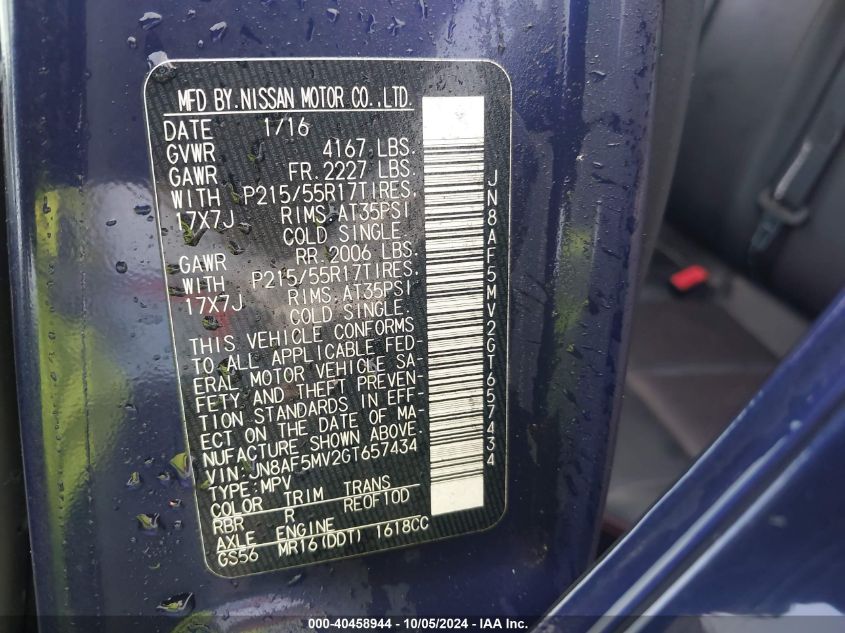 MFD BY.NISSAN MOTOR CO.,LTD.
DATE 1/16
GVWR 4167 LBS.
GAWR FR.2227 LBS.
WITH P215/55R17TIRES,
17X7J RIMS,AT35PSI
COLD SINGLE.
GAWR RR.2006 LBS.
WITH P215/55R17TIRES,
17X7J RIMS,AT35PSI
COLD SINGLE.
THIS VEHICLE CONFORMS
TO ALL APPLICABLE FED-
ERAL MOTOR VEHICLE SA-
FETY AND THEFT PREVEN-
TION STANDARDS IN EFF-
ECT ON THE DATE OF MA-
NUFACTURE SHOWN ABOVE.
VIN:JN8AF5MV2GT657434
TYPE:MPV
COLOR TRIM TRANS
RBR R REOF10D
AXLE ENGINE
GS56 MR16(DDT) 1618CC
JN8AF5MV2GT657434
000-40458944 - 10/05/2024 - IAA Inc.